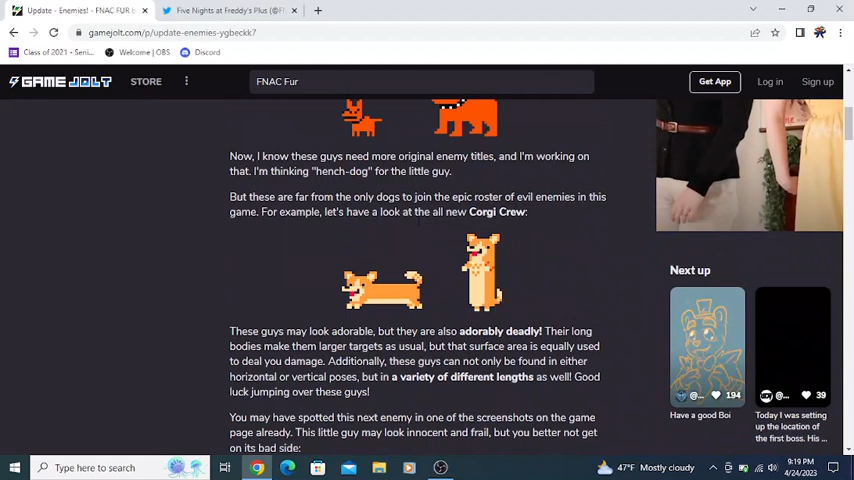 Update - Enemies! - FNAC FUR b
Five Nights at Freddy's Plus (@F
gamejolt.com/p/update-enemies-ygbeckk7
Class of 2021 - Seni...
Welcome | OBS
Discord
GAME JOLT
STORE
FNAC Fur
Get App
Log in
Sign up
Now, I know these guys need more original enemy titles, and I'm working on
that. I'm thinking "hench-dog" for the little guy.
But these are far from the only dogs to join the epic roster of evil enemies in this
game. For example, let's have a look at the all new Corgi Crew:
These guys may look adorable, but they are also adorably deadly! Their long
bodies make them larger targets as usual, but that surface area is equally used
to deal you damage. Additionally, these guys can not only be found in either
horizontal or vertical poses, but in a variety of different lengths as well! Good
luck jumping over these guys!
You may have spotted this next enemy in one of the screenshots on the game
page already. This little guy may look innocent and frail, but you better not get
on its bad side:
Next up
@... 194
@... 39
Have a good Boi
Today I was setting
up the location of
the first boss. His ...
Type here to search
47°F Mostly cloudy
9:19 PM
4/24/2023